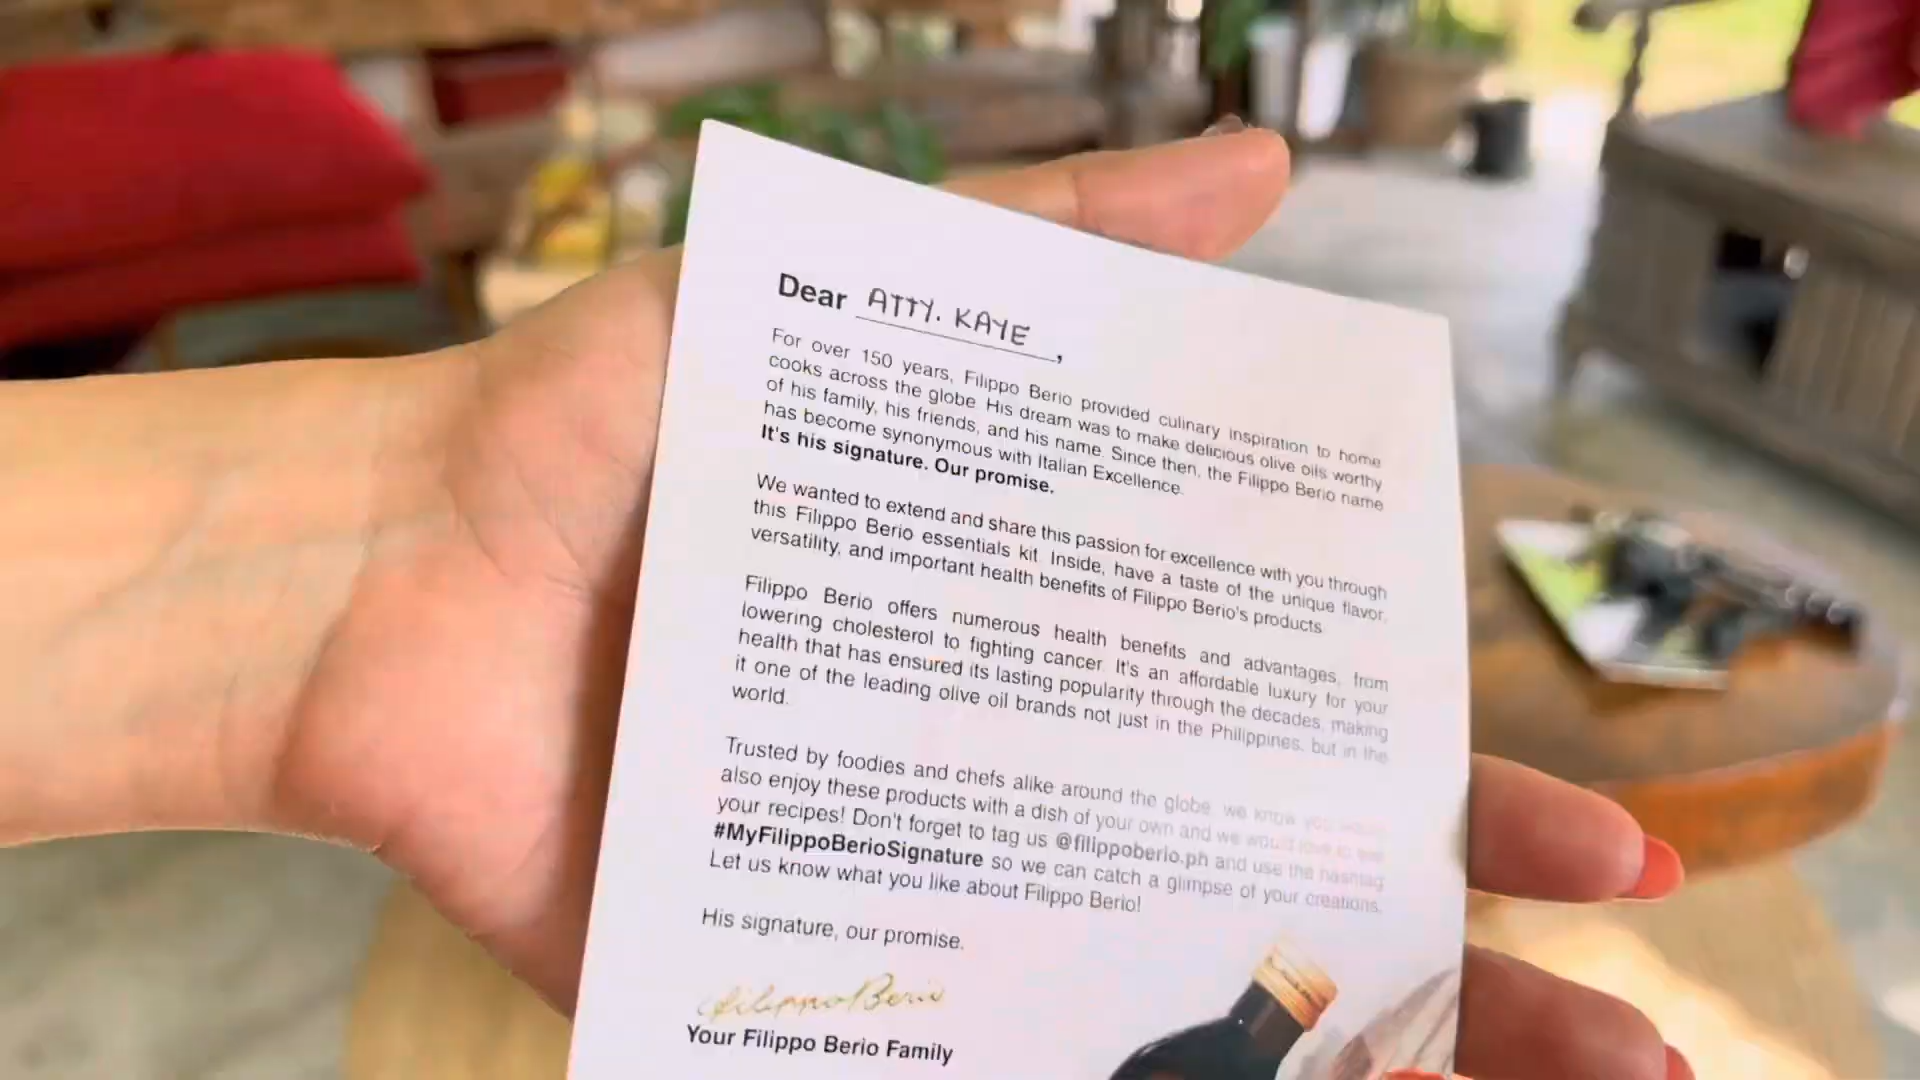 Dear ATTY. KAYE,
For over 150 years, Filippo Berio provided culinary inspiration to home
cooks across the globe. His dream was to make delicious olive oils worthy
of his family, his friends, and his name. Since then, the Filippo Berio name
has become synonymous with Italian Excellence.
It's his signature. Our promise.
We wanted to extend and share this passion for excellence with you through
this Filippo Berio essentials kit. Inside, have a taste of the unique flavor,
versatility, and important health benefits of Filippo Berio's products.
Filippo Berio offers numerous health benefits and advantages, from
lowering cholesterol to fighting cancer. It's an affordable luxury for your
health that has ensured its lasting popularity through the decades, making
it one of the leading olive oil brands not just in the Philippines, but in the
world.
Trusted by foodies and chefs alike around the globe, we know you would
also enjoy these products with a dish of your own and we would love to see
your recipes! Don't forget to tag us @filippoberio.ph and use the hashtag
#MyFilippoBerioSignature so we can catch a glimpse of your creations.
Let us know what you like about Filippo Berio!
His signature, our promise.
Filippo Berio
Your Filippo Berio Family